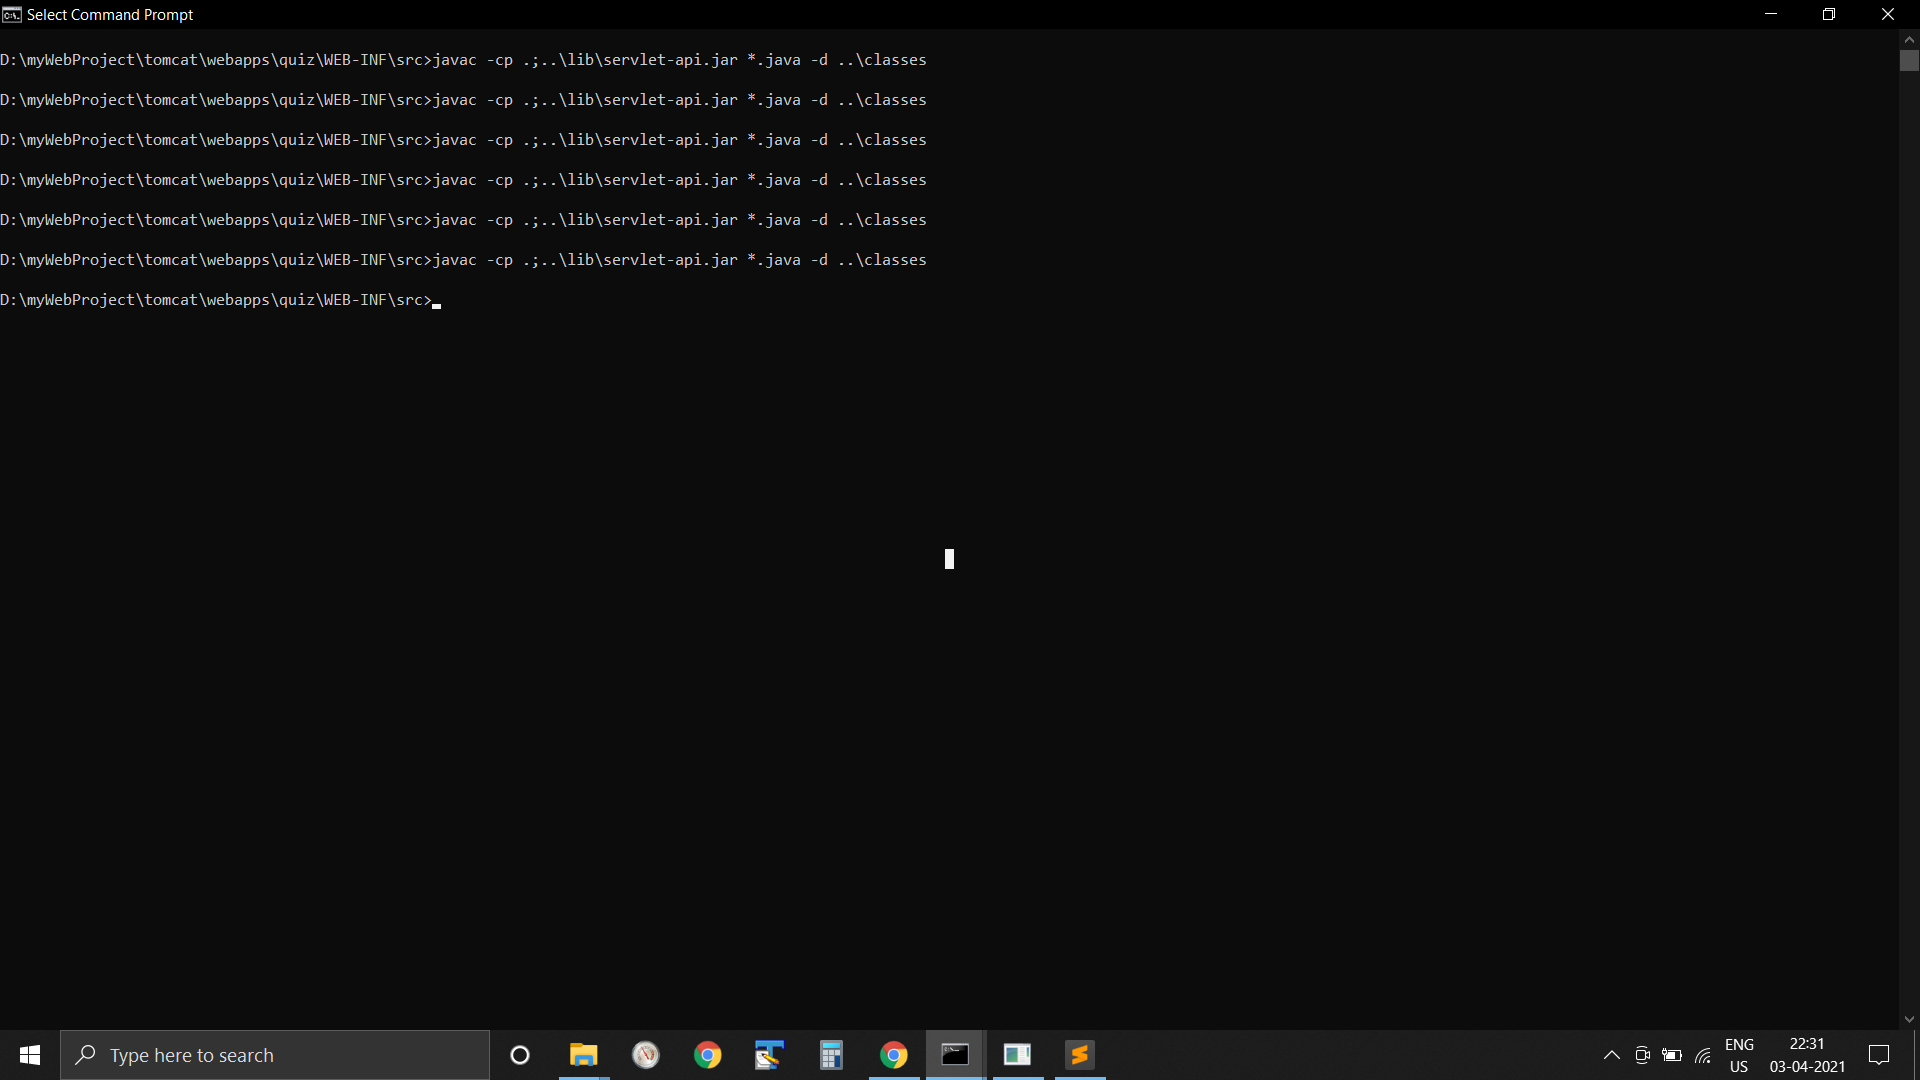 Select Command Prompt
D:\myWebProject\tomcat\webapps\quiz\WEB-INF\src>javac -cp .;..\lib\servlet-api.jar *.java -d ..\classes
D:\myWebProject\tomcat\webapps\quiz\WEB-INF\src>javac -cp .;..\lib\servlet-api.jar *.java -d ..\classes
D:\myWebProject\tomcat\webapps\quiz\WEB-INF\src>javac -cp .;..\lib\servlet-api.jar *.java -d ..\classes
D:\myWebProject\tomcat\webapps\quiz\WEB-INF\src>javac -cp .;..\lib\servlet-api.jar *.java -d ..\classes
D:\myWebProject\tomcat\webapps\quiz\WEB-INF\src>javac -cp .;..\lib\servlet-api.jar *.java -d ..\classes
D:\myWebProject\tomcat\webapps\quiz\WEB-INF\src>javac -cp .;..\lib\servlet-api.jar *.java -d ..\classes
D:\myWebProject\tomcat\webapps\quiz\WEB-INF\src>
Type here to search
ENG
US
22:31
03-04-2021